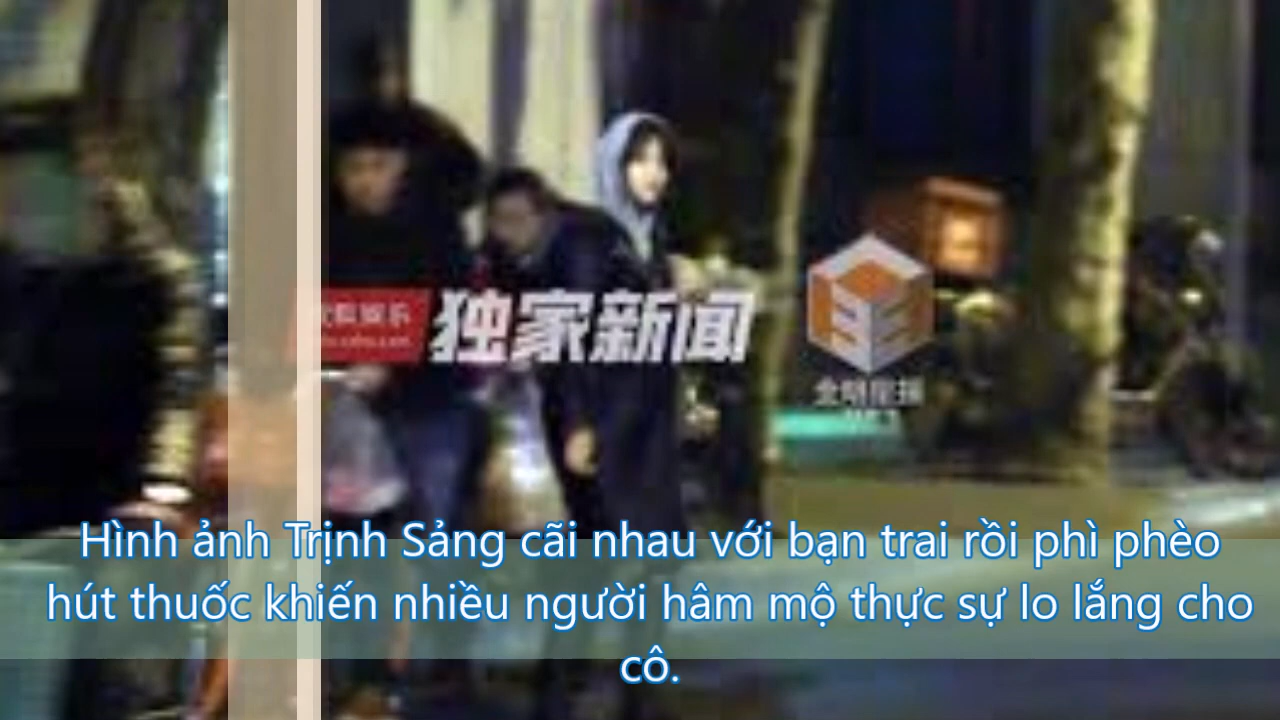 独家新闻
Hình ảnh Trịnh Sảng cãi nhau với bạn trai rồi phì phèo
hút thuốc khiến nhiều người hâm mộ thực sự lo lắng cho
cô.